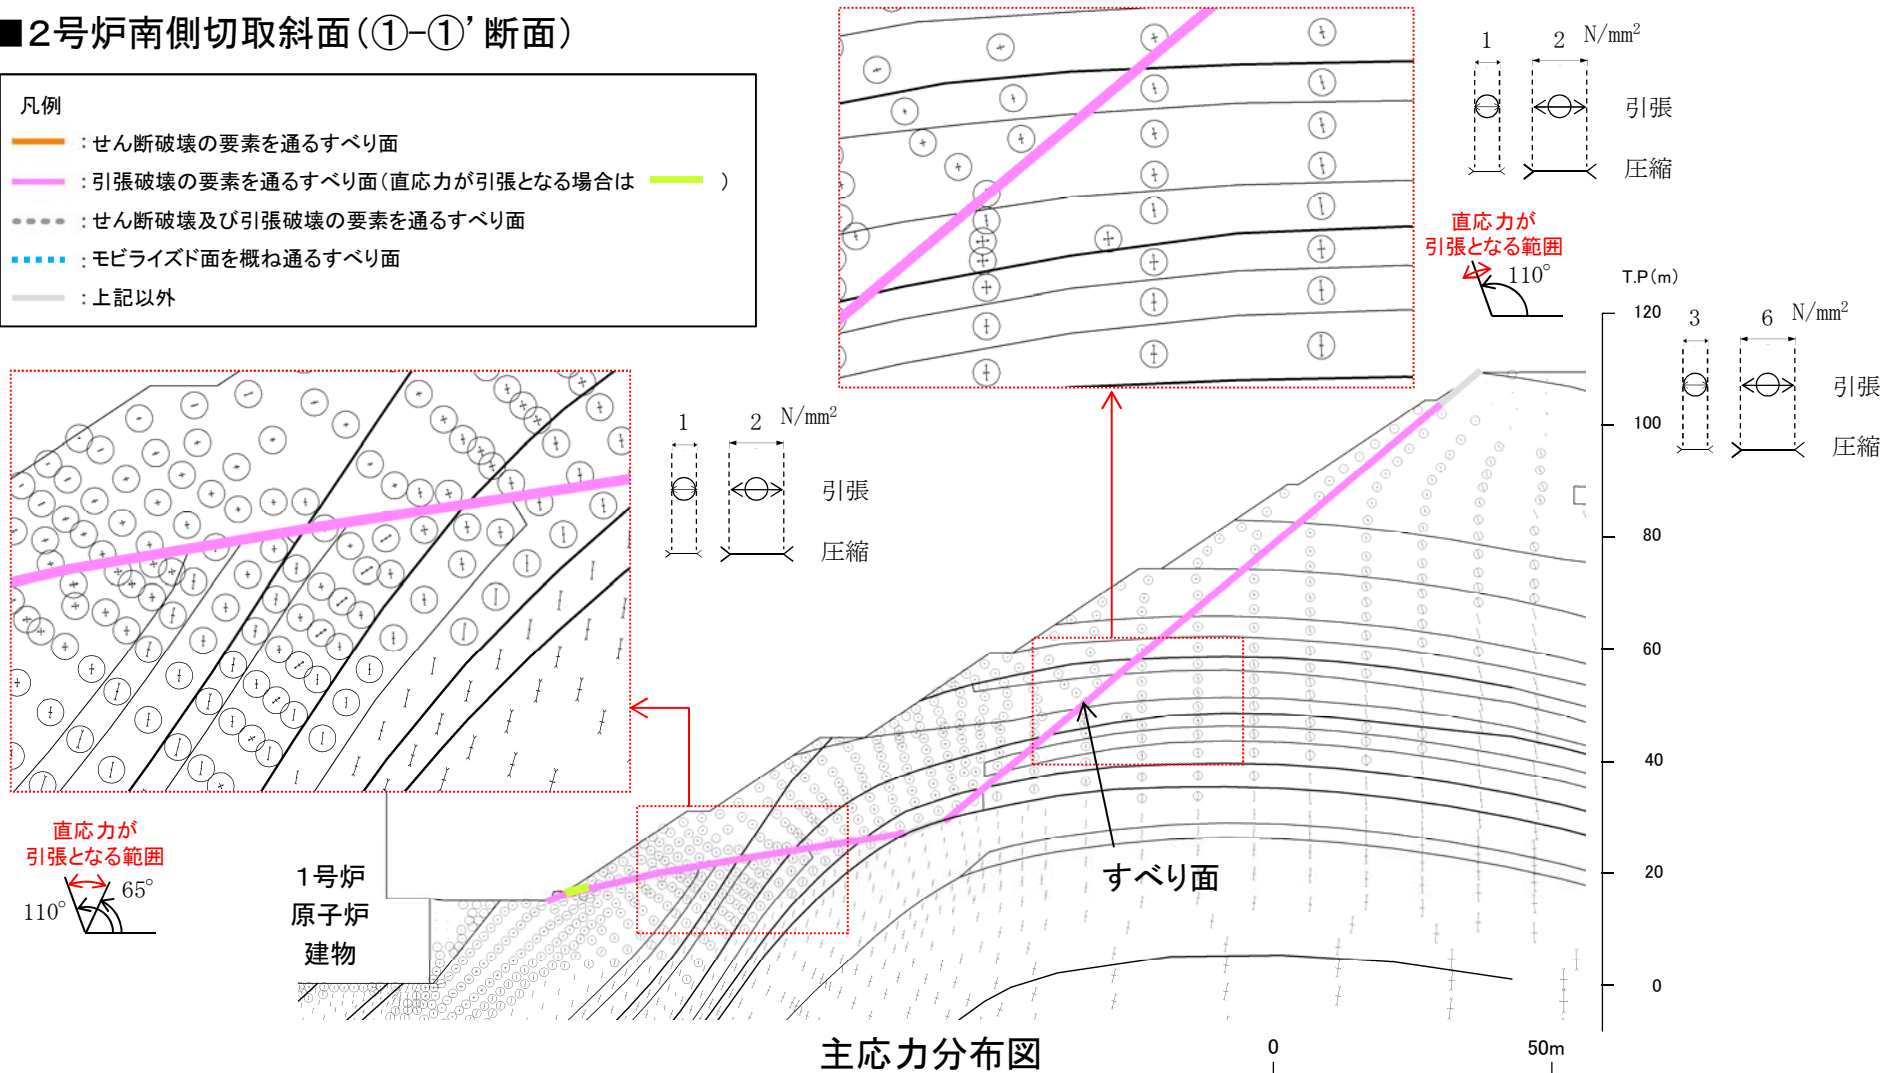 ■2号炉南側切取斜面(①-①’断面)
凡例
:せん断破壊の要素を通るすべり面
:引張破壊の要素を通るすべり面(直応力が引張となる場合は )
:せん断破壊及び引張破壊の要素を通るすべり面
:モビライズド面を概ね通るすべり面
:上記以外
1 2 N/mm²
引張
圧縮
直応力が
引張となる範囲
110°
T.P(m)
120
100
80
60
40
20
0
3 6 N/mm²
引張
圧縮
1 2 N/mm²
引張
圧縮
直応力が
引張となる範囲
65°
110°
1号炉
原子炉
建物
すべり面
主応力分布図
0 50m